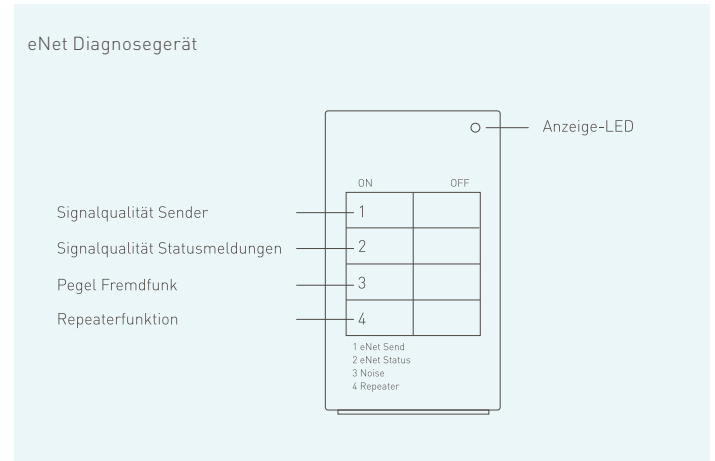 eNet Diagnosegerät
Anzeige-LED
ON OFF
Signalqualität Sender 1
Signalqualität Statusmeldungen 2
Pegel Fremdfunk 3
Repeaterfunktion 4
1 eNet Send
2 eNet Status
3 Noise
4 Repeater